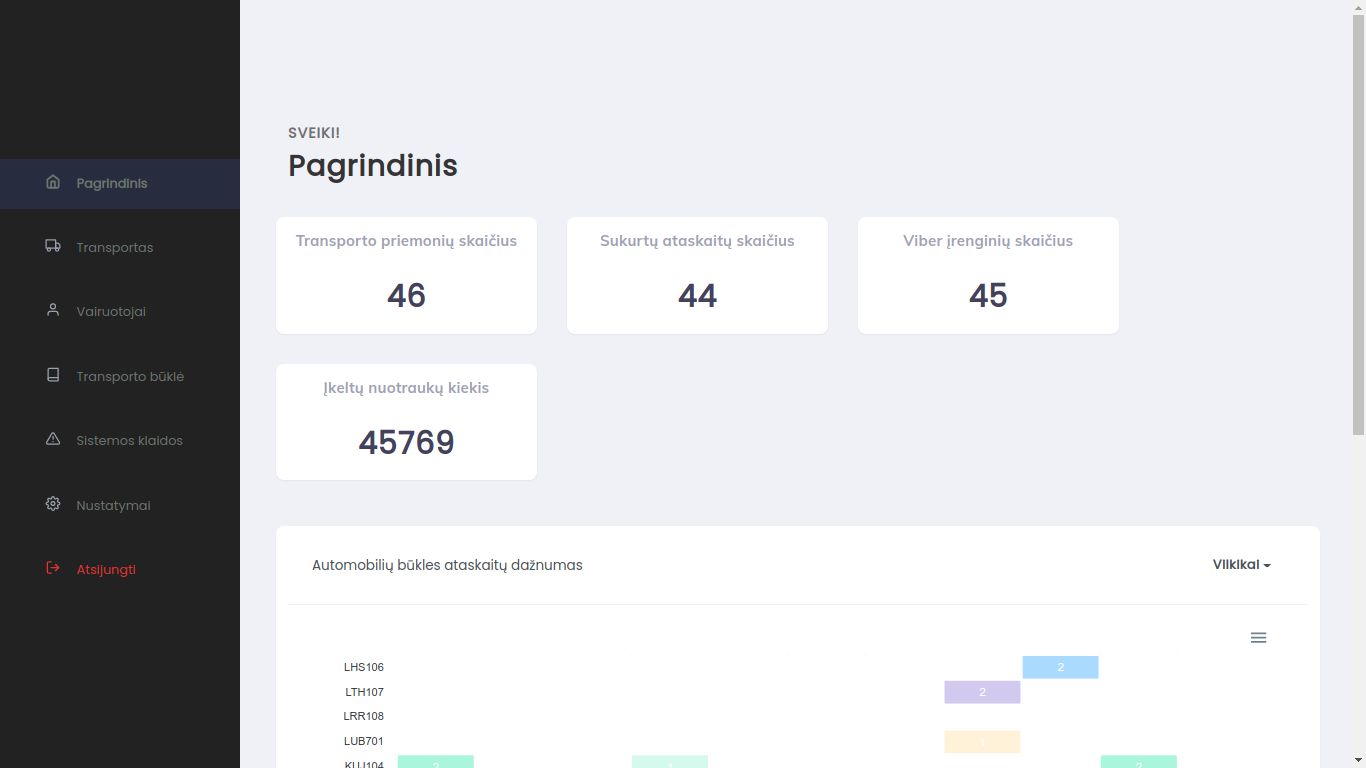 Pagrindinis
Transportas
Vairuotojai
Transporto būklė
Sistemos klaidos
Nustatymai
Atsijungti
SVEIKI!
Pagrindinis
Transporto priemonių skaičius
46
Sukurtų ataskaitų skaičius
44
Viber įrenginių skaičius
45
Įkeltų nuotraukų kiekis
45769
Automobilių būkles ataskaitų dažnumas
Vilkikai
LHS106 2
LTH107 2
LRR108
LUB701 1
KUJ104 2 1 2